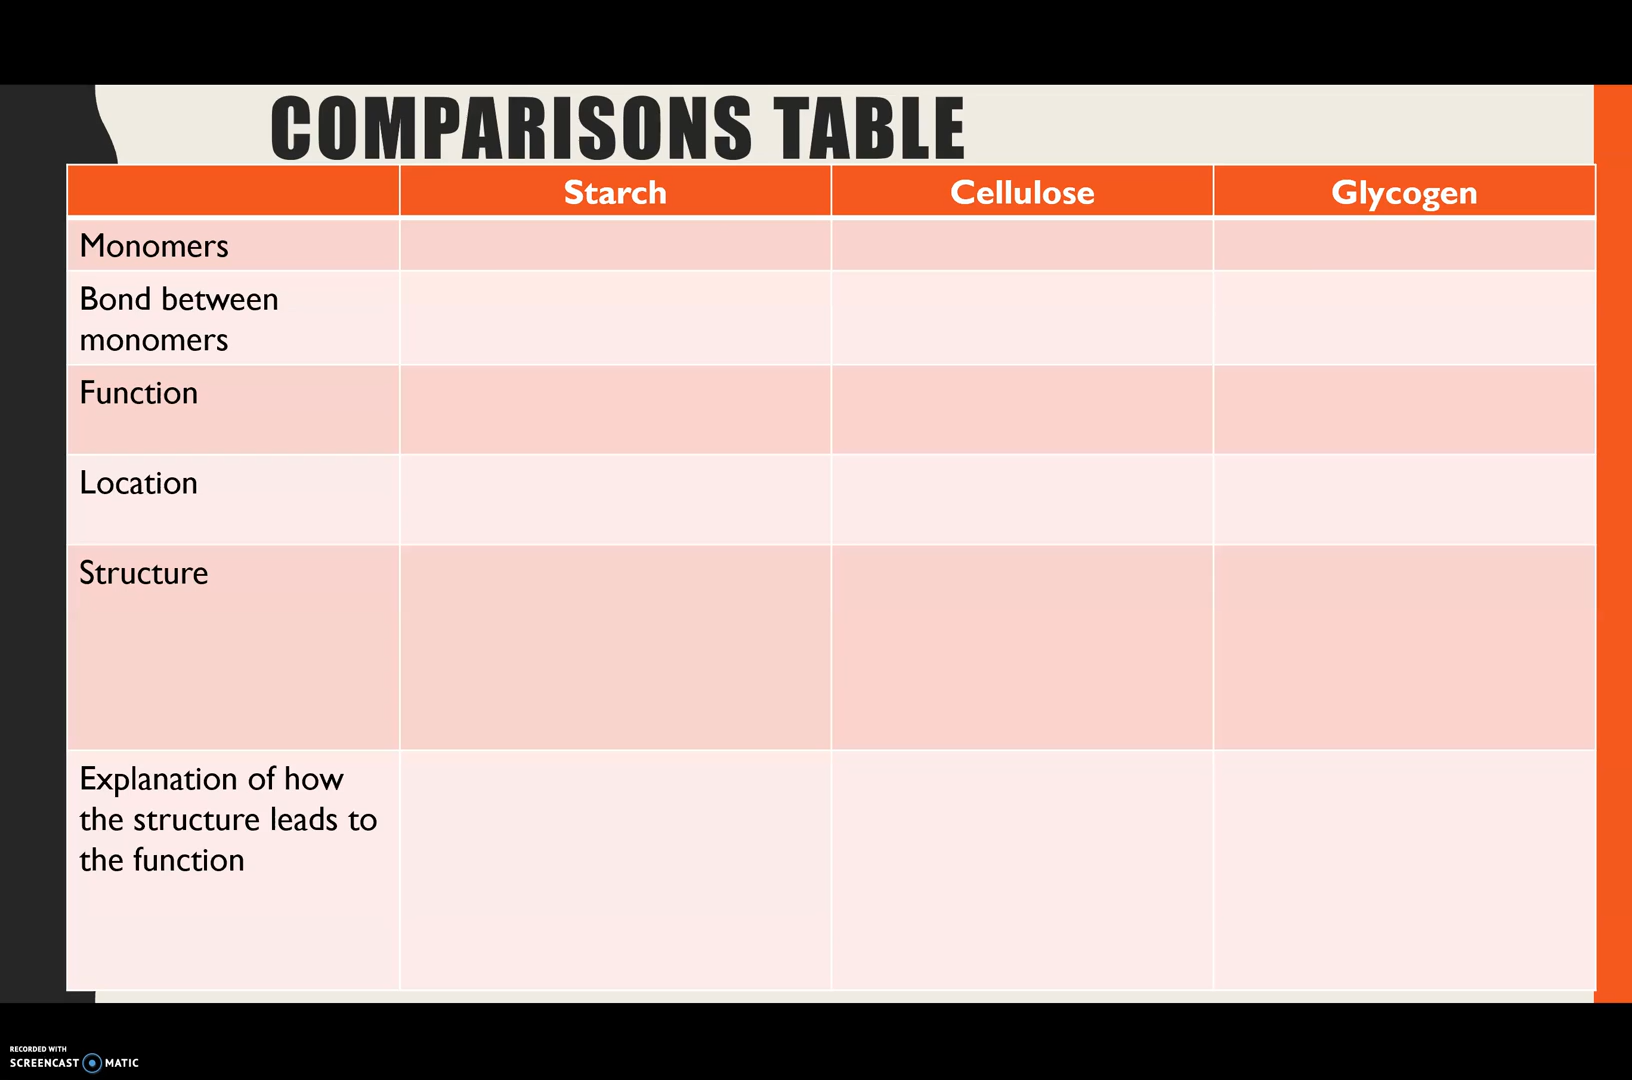 COMPARISONS TABLE
Starch Cellulose Glycogen
Monomers
Bond between
monomers
Function
Location
Structure
Explanation of how
the structure leads to
the function
RECORDED WITH
SCREENCAST MATIC